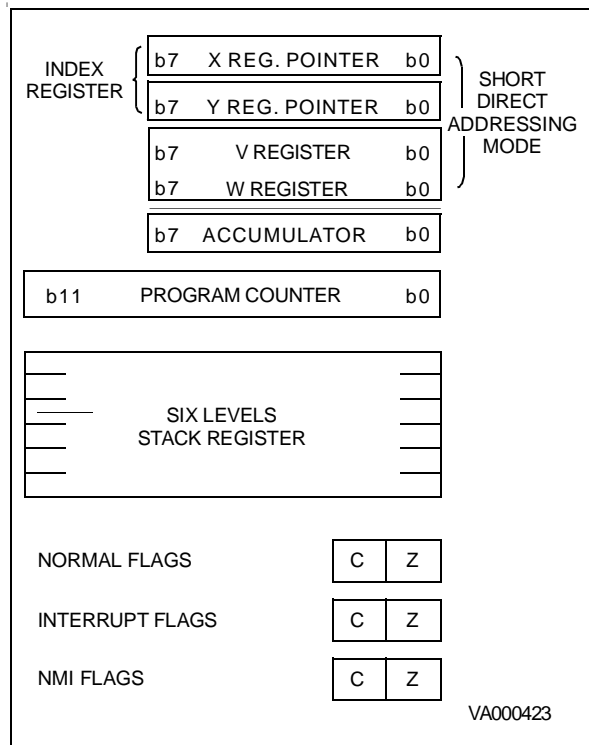 INDEX
REGISTER
b7 X REG. POINTER b0
b7 Y REG. POINTER b0
b7 V REGISTER b0
b7 W REGISTER b0
SHORT
DIRECT
ADDRESSING
MODE
b7 ACCUMULATOR b0
b11 PROGRAM COUNTER b0
SIX LEVELS
STACK REGISTER
NORMAL FLAGS C Z
INTERRUPT FLAGS C Z
NMI FLAGS C Z
VA000423